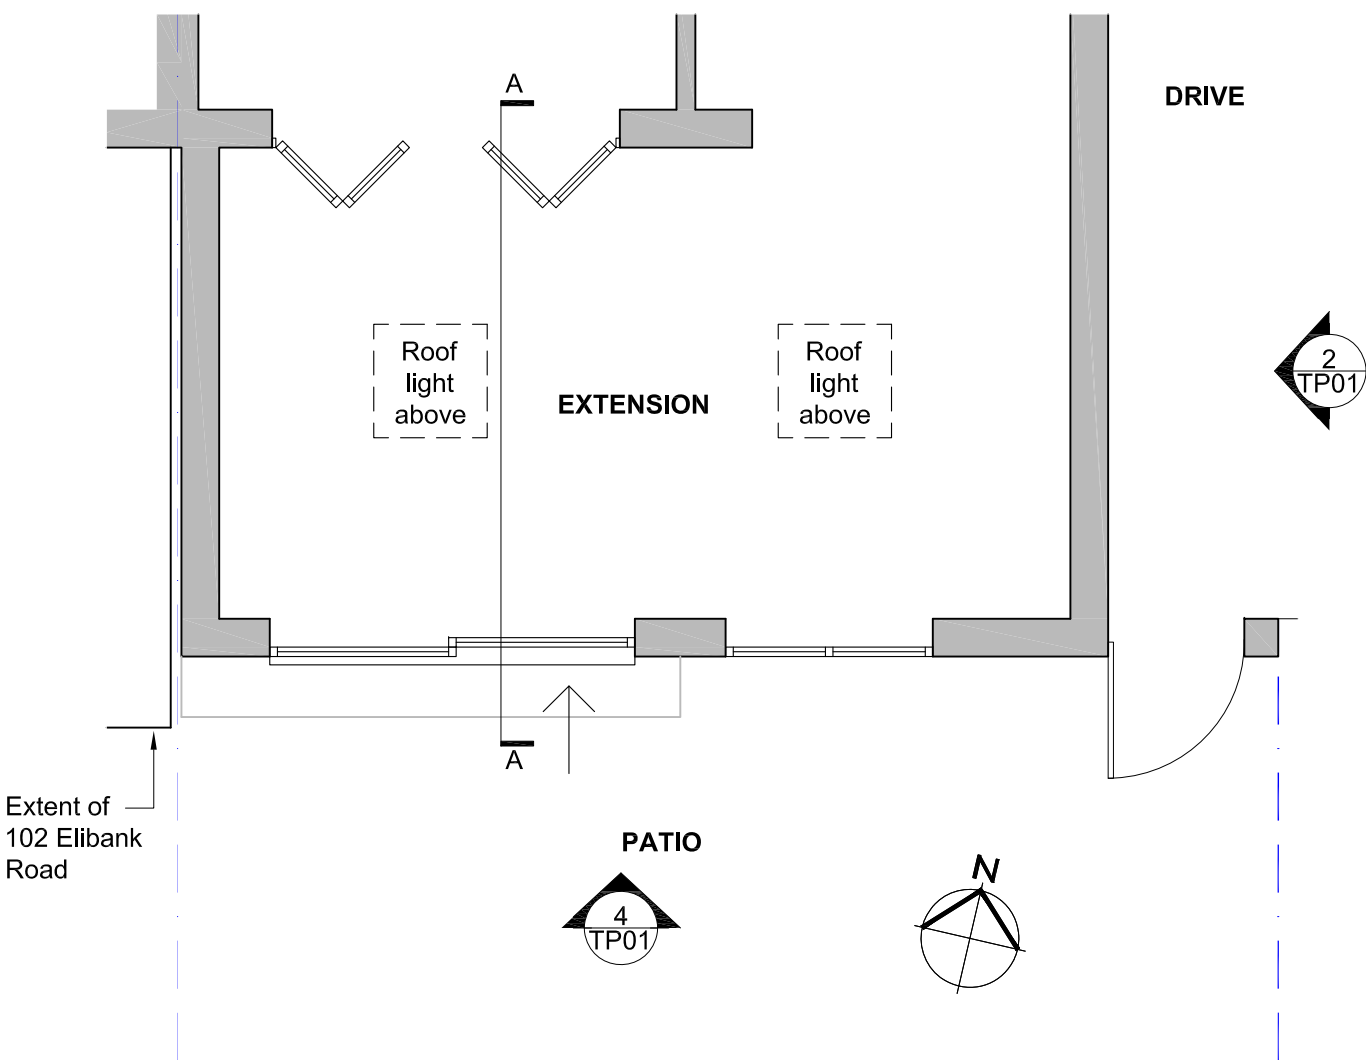 A
DRIVE
Roof
light
above
EXTENSION
Roof
light
above
2
TP01
A
Extent of
102 Elibank
Road
PATIO
4
TP01
N